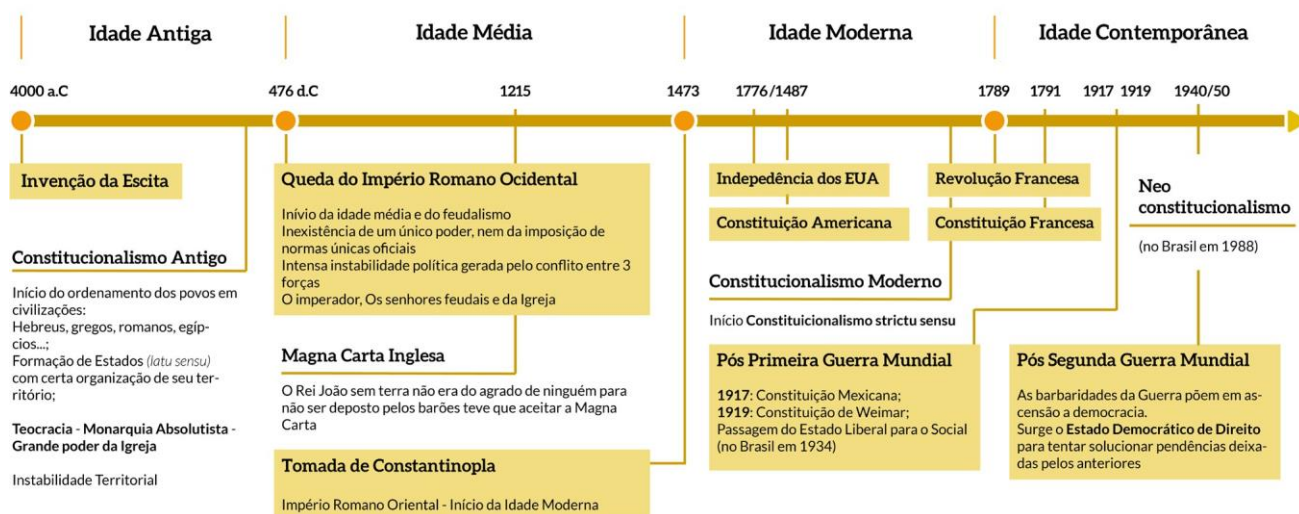 Idade Antiga
Idade Média
Idade Moderna
Idade Contemporânea
4000 a.C
476 d.C
1215
1473
1776 /1487
1789
1791
1917
1919
1940/50
Invenção da Escita
Constitucionalismo Antigo
Início do ordenamento dos povos em
civilizações:
Hebreus, gregos, romanos, egíp-
cios...;
Formação de Estados (latu sensu)
com certa organização de seu ter-
ritório;
Teocracia - Monarquia Absolutista -
Grande poder da Igreja
Instabilidade Territorial
Queda do Império Romano Ocidental
Inívio da idade média e do feudalismo
Inexistência de um único poder, nem da imposição de
normas únicas oficiais
Intensa instabilidade política gerada pelo conflito entre 3
forças
O imperador, Os senhores feudais e da Igreja
Magna Carta Inglesa
O Rei João sem terra não era do agrado de ninguém para
não ser deposto pelos barões teve que aceitar a Magna
Carta
Tomada de Constantinopla
Império Romano Oriental - Início da Idade Moderna
Indepedência dos EUA
Constituição Americana
Revolução Francesa
Constituição Francesa
Constitucionalismo Moderno
Início Constituicionalismo strictu sensu
Pós Primeira Guerra Mundial
1917: Constituição Mexicana;
1919: Constituição de Weimar;
Passagem do Estado Liberal para o Social
(no Brasil em 1934)
Neo
constitucionalismo
(no Brasil em 1988)
Pós Segunda Guerra Mundial
As barbaridades da Guerra põem em as-
censão a democracia.
Surge o Estado Democrático de Direito
para tentar solucionar pendências deixa-
das pelos anteriores